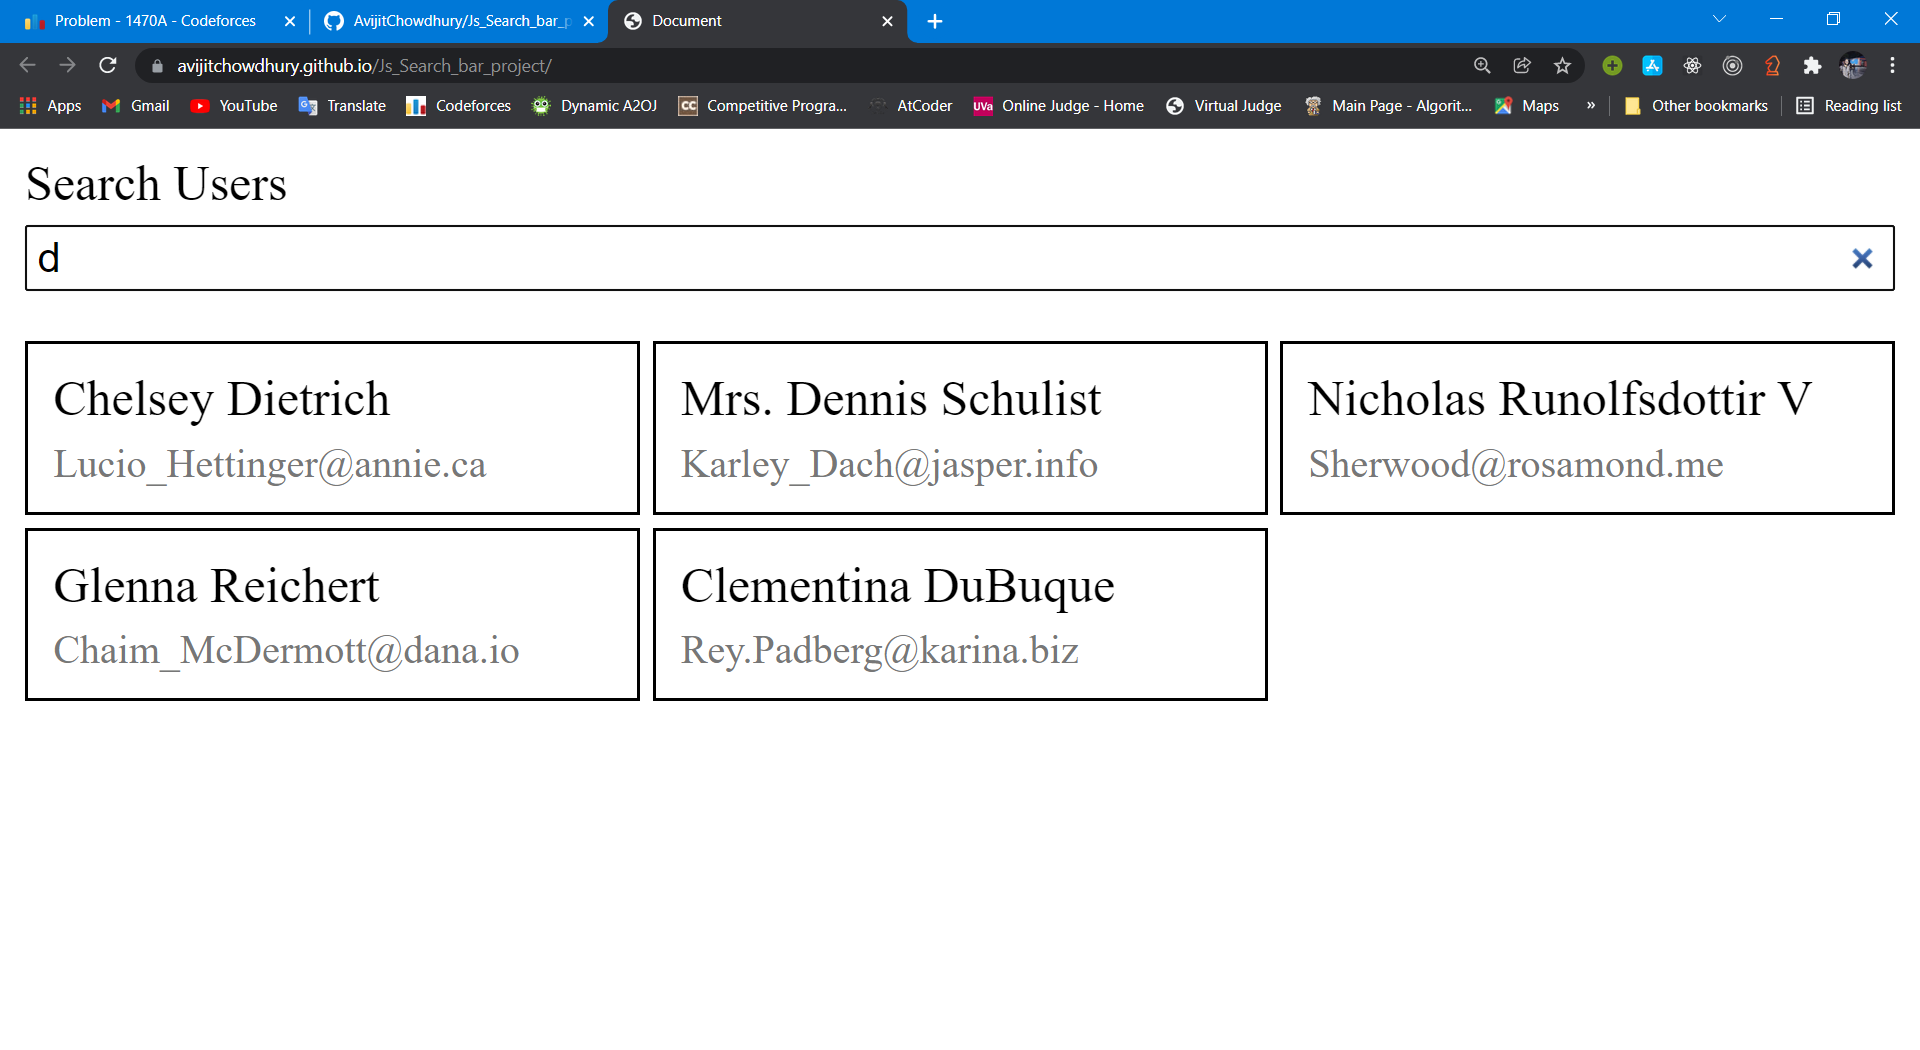 Problem - 1470A - Codeforces
AvijitChowdhury/Js_Search_bar_p
Document
avijitchowdhury.github.io/Js_Search_bar_project/
Apps Gmail YouTube Translate Codeforces Dynamic A2OJ CC Competitive Progra... AtCoder UVa Online Judge - Home Virtual Judge Main Page - Algorit... Maps » Other bookmarks Reading list
Search Users
d
Chelsey Dietrich
Lucio_Hettinger@annie.ca
Mrs. Dennis Schulist
Karley_Dach@jasper.info
Nicholas Runolfsdottir V
Sherwood@rosamond.me
Glenna Reichert
Chaim_McDermott@dana.io
Clementina DuBuque
Rey.Padberg@karina.biz